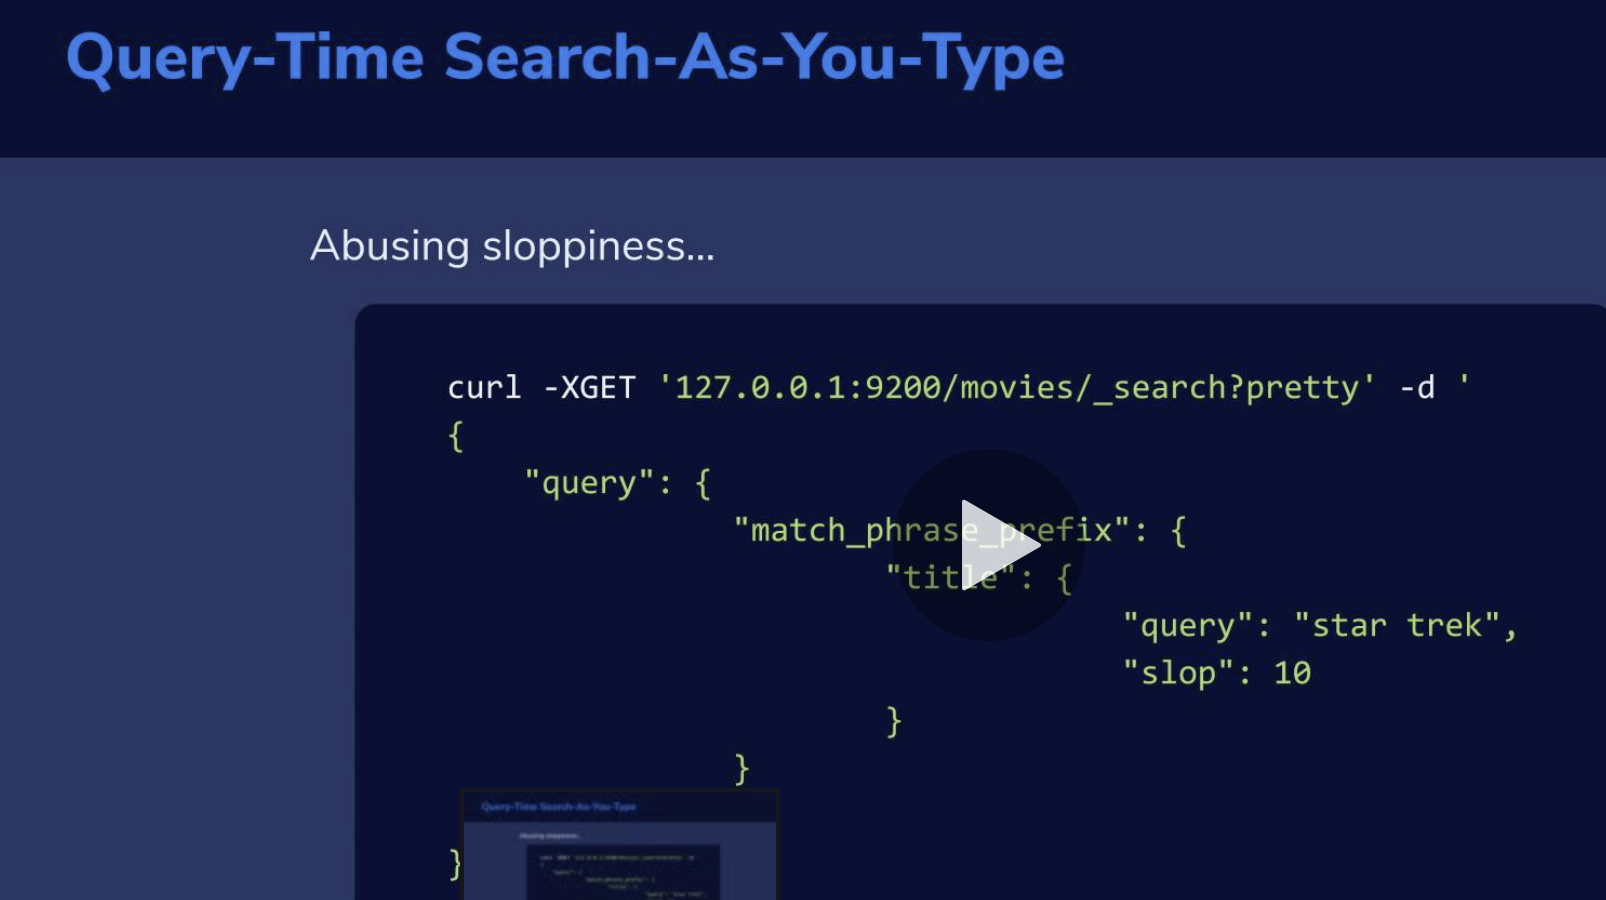 Query-Time Search-As-You-Type
Abusing sloppiness...
curl -XGET '127.0.0.1:9200/movies/_search?pretty' -d '
{
"query": {
"match_phrase_prefix": {
"title": {
"query": "star trek",
"slop": 10
}
}
}
Query-Time Search-As-You-Type
Abusing sloppiness...